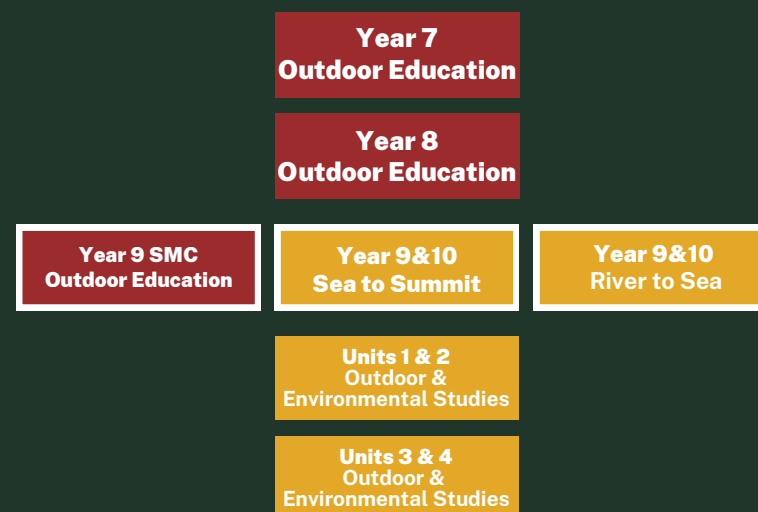 Year 7
Outdoor Education
Year 8
Outdoor Education
Year 9 SMC
Outdoor Education
Year 9&10
Sea to Summit
Year 9&10
River to Sea
Units 1 & 2
Outdoor &
Environmental Studies
Units 3 & 4
Outdoor &
Environmental Studies